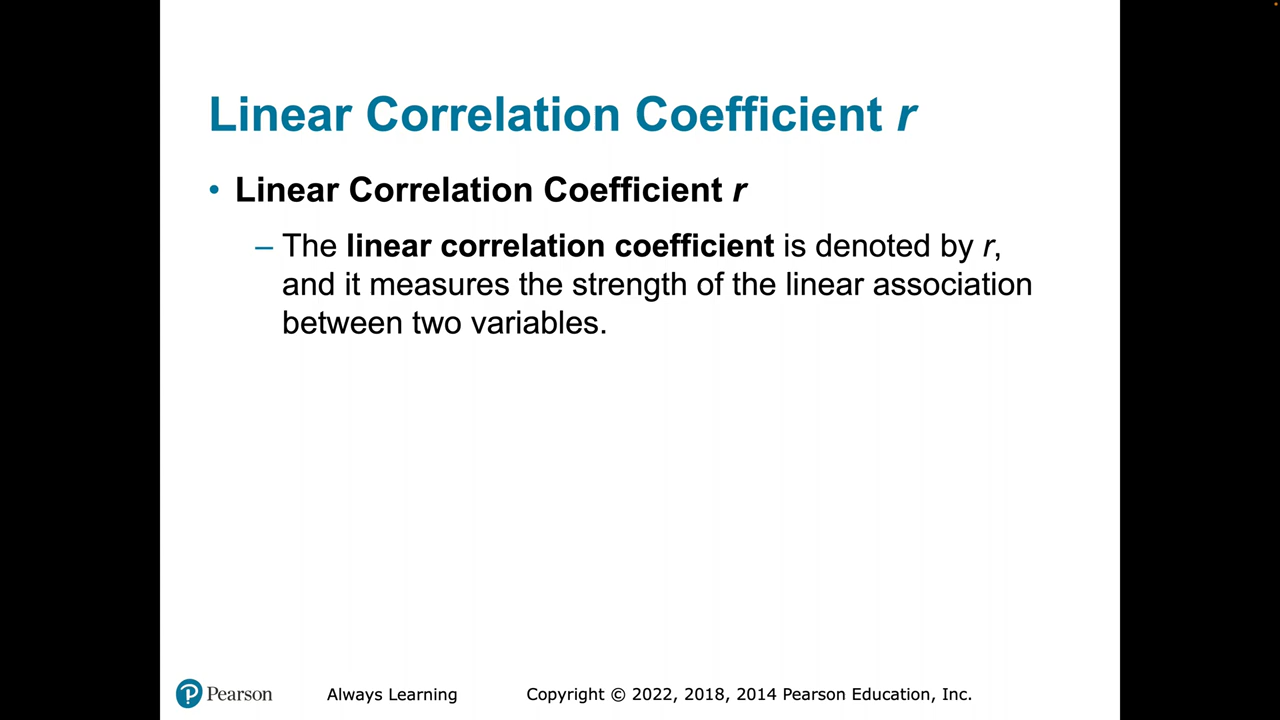 Linear Correlation Coefficient r
• Linear Correlation Coefficient r
– The linear correlation coefficient is denoted by r,
and it measures the strength of the linear association
between two variables.
Pearson Always Learning Copyright © 2022, 2018, 2014 Pearson Education, Inc.